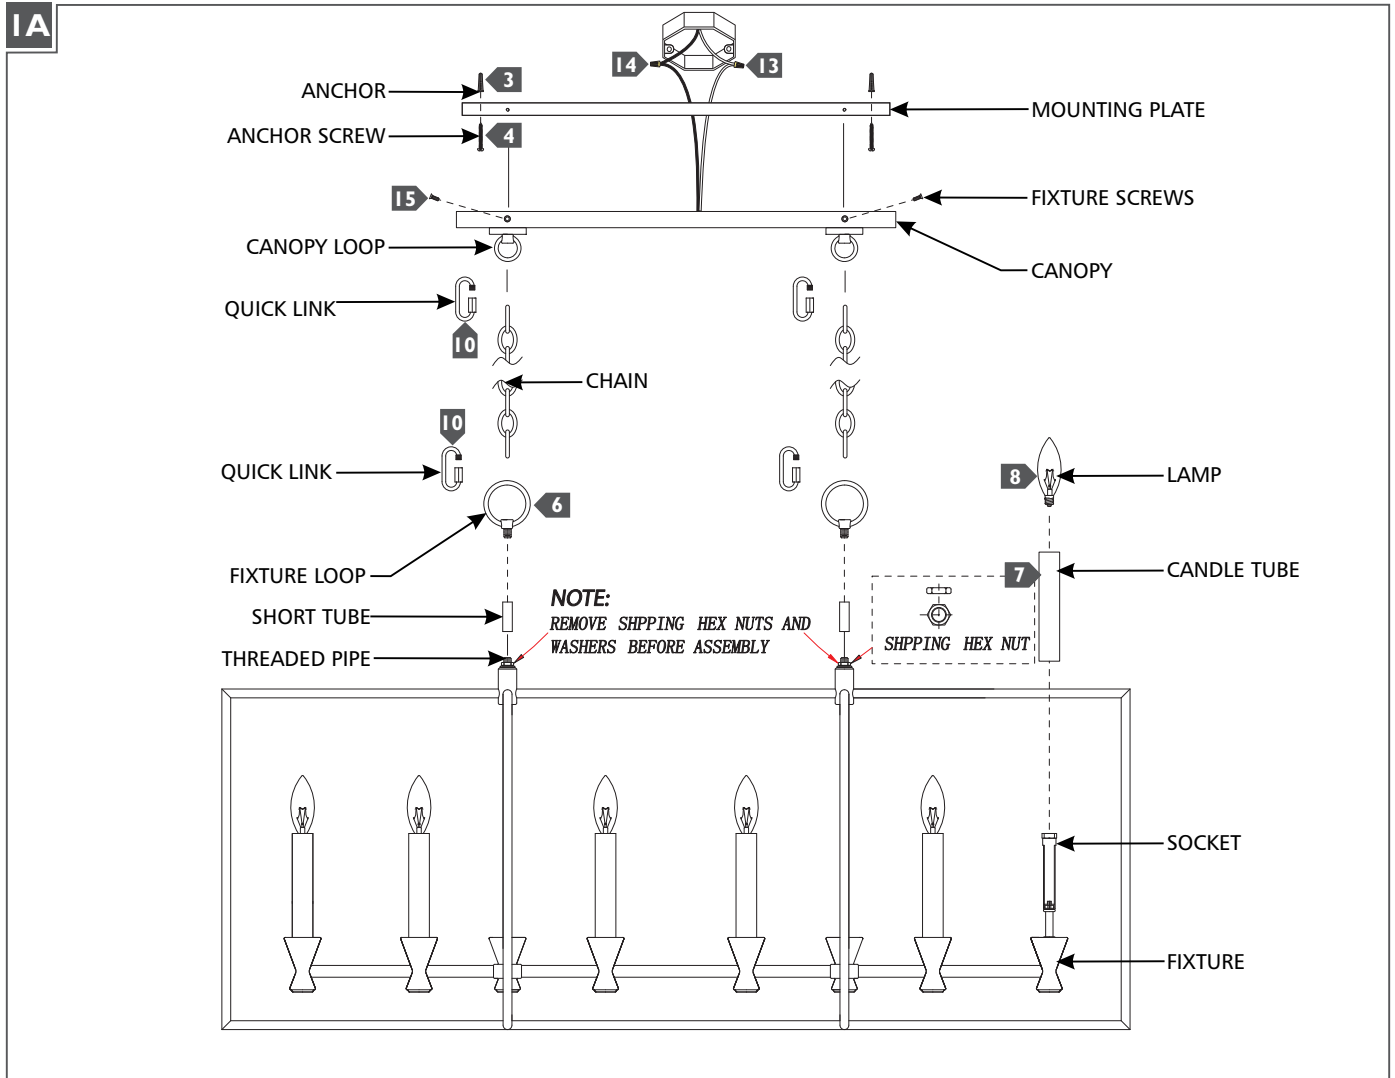 1A
14
13
3
ANCHOR
MOUNTING PLATE
ANCHOR SCREW
4
15
FIXTURE SCREWS
CANOPY LOOP
CANOPY
QUICK LINK
10
CHAIN
10
QUICK LINK
8
LAMP
6
FIXTURE LOOP
7
CANDLE TUBE
NOTE:
SHORT TUBE
REMOVE SHPPING HEX NUTS AND
WASHERS BEFORE ASSEMBLY
SHPPING HEX NUT
THREADED PIPE
SOCKET
FIXTURE